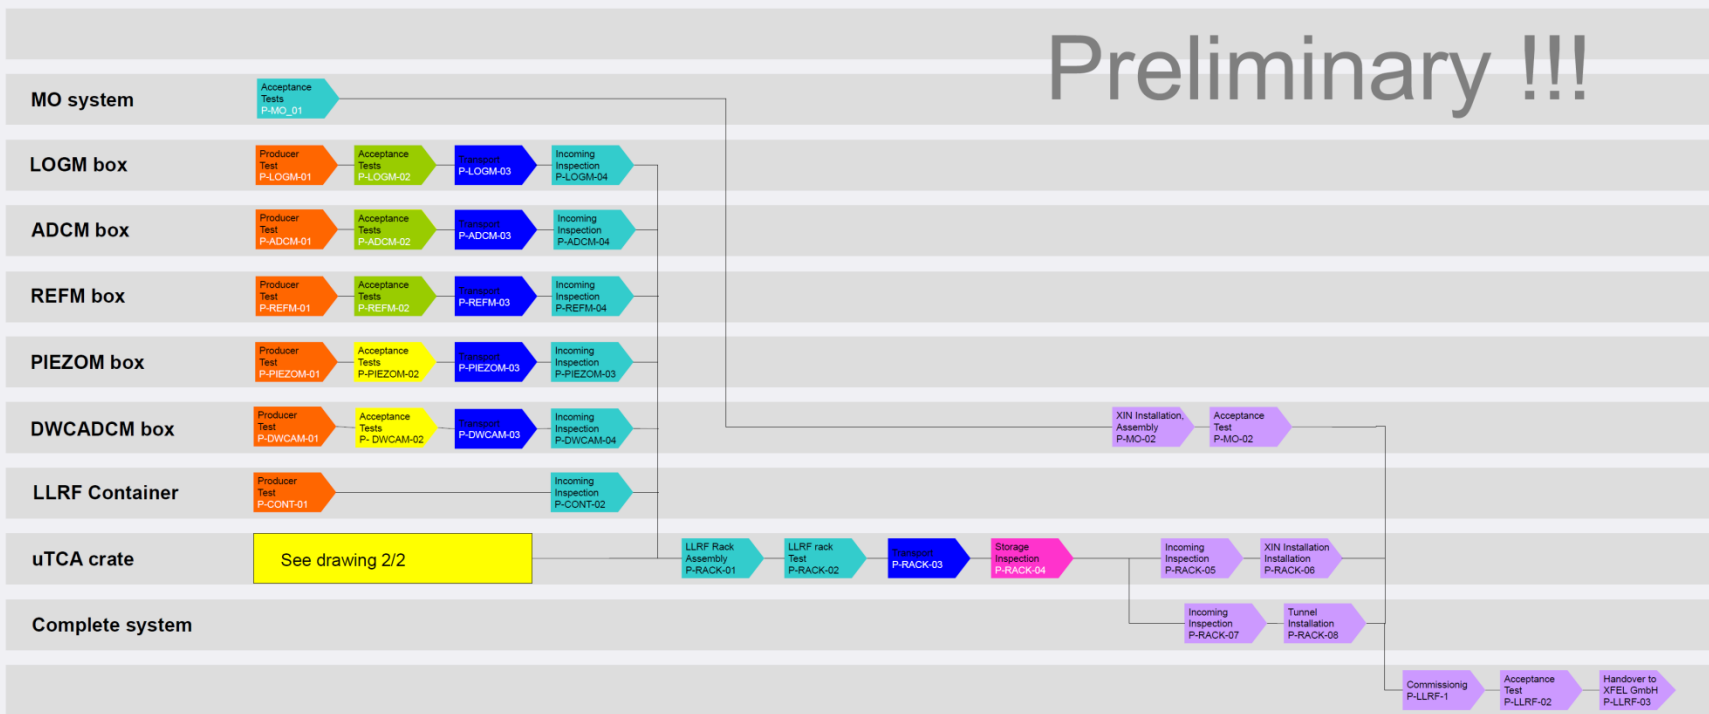 Preliminary !!!
MO system
Acceptance
Tests
P-MO_01
LOGM box
Producer
Test
P-LOGM-01
Acceptance
Tests
P-LOGM-02
Transport
P-LOGM-03
Incoming
Inspection
P-LOGM-04
ADCM box
Producer
Test
P-ADCM-01
Acceptance
Tests
P-ADCM-02
Transport
P-ADCM-03
Incoming
Inspection
P-ADCM-04
REFM box
Producer
Test
P-REFM-01
Acceptance
Tests
P-REFM-02
Transport
P-REFM-03
Incoming
Inspection
P-REFM-04
PIEZOM box
Producer
Test
P-PIEZOM-01
Acceptance
Tests
P-PIEZOM-02
Transport
P-PIEZOM-03
Incoming
Inspection
P-PIEZOM-03
DWCADCM box
Producer
Test
P-DWCAM-01
Acceptance
Tests
P- DWCAM-02
Transport
P-DWCAM-03
Incoming
Inspection
P-DWCAM-04
XIN Installation,
Assembly
P-MO-02
Acceptance
Test
P-MO-02
LLRF Container
Producer
Test
P-CONT-01
Incoming
Inspection
P-CONT-02
uTCA crate
See drawing 2/2
LLRF Rack
Assembly
P-RACK-01
LLRF rack
Test
P-RACK-02
Transport
P-RACK-03
Storage
Inspection
P-RACK-04
Incoming
Inspection
P-RACK-05
XIN Installation
Installation
P-RACK-06
Complete system
Incoming
Inspection
P-RACK-07
Tunnel
Installation
P-RACK-08
Commissionig
P-LLRF-1
Acceptance
Test
P-LLRF-02
Handover to
XFEL GmbH
P-LLRF-03